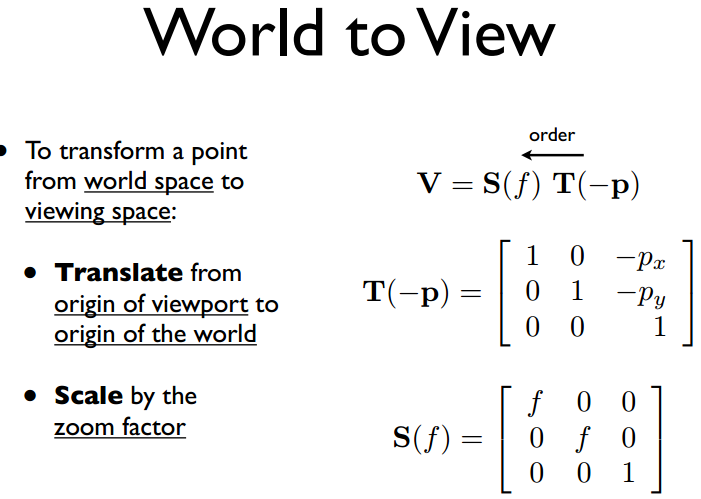 World to View
• To transform a point
from world space to
viewing space:
• Translate from
origin of viewport to
origin of the world
• Scale by the
zoom factor
order
←
V = S(f) T(−p)
T(−p) = [ 1 0 −pₓ
0 1 −p_y
0 0 1 ]
S(f) = [ f 0 0
0 f 0
0 0 1 ]